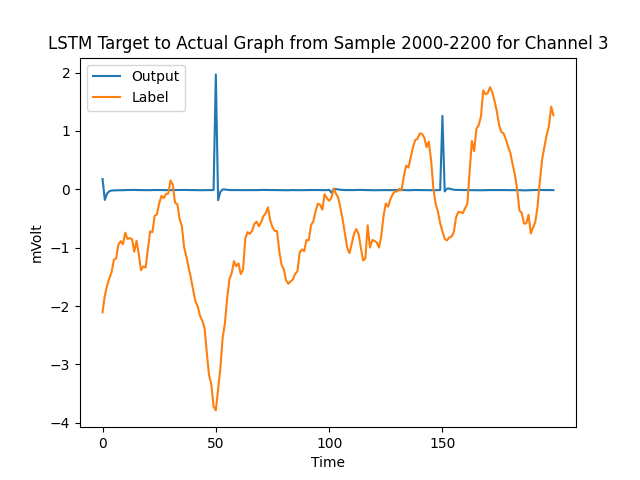 LSTM Target to Actual Graph from Sample 2000-2200 for Channel 3
Output
Label
2
1
0
−1
−2
−3
−4
mVolt
0
50
100
150
Time